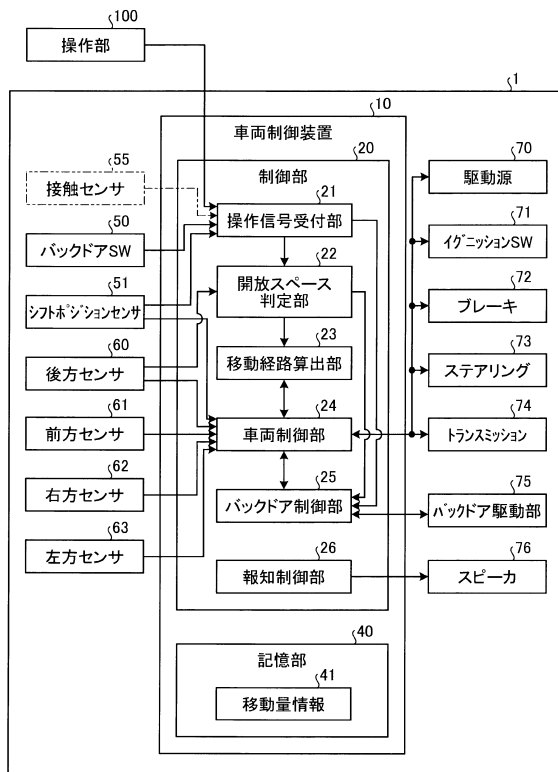 100
操作部
1
10
車両制御装置
20
制御部
55
接触センサ
50
バックドアSW
51
シフトポジションセンサ
60
後方センサ
61
前方センサ
62
右方センサ
63
左方センサ
21
操作信号受付部
22
開放スペース
判定部
23
移動経路算出部
24
車両制御部
25
バックドア制御部
26
報知制御部
40
記憶部
41
移動量情報
70
駆動源
71
イグニッションSW
72
ブレーキ
73
ステアリング
74
トランスミッション
75
バックドア駆動部
76
スピーカ